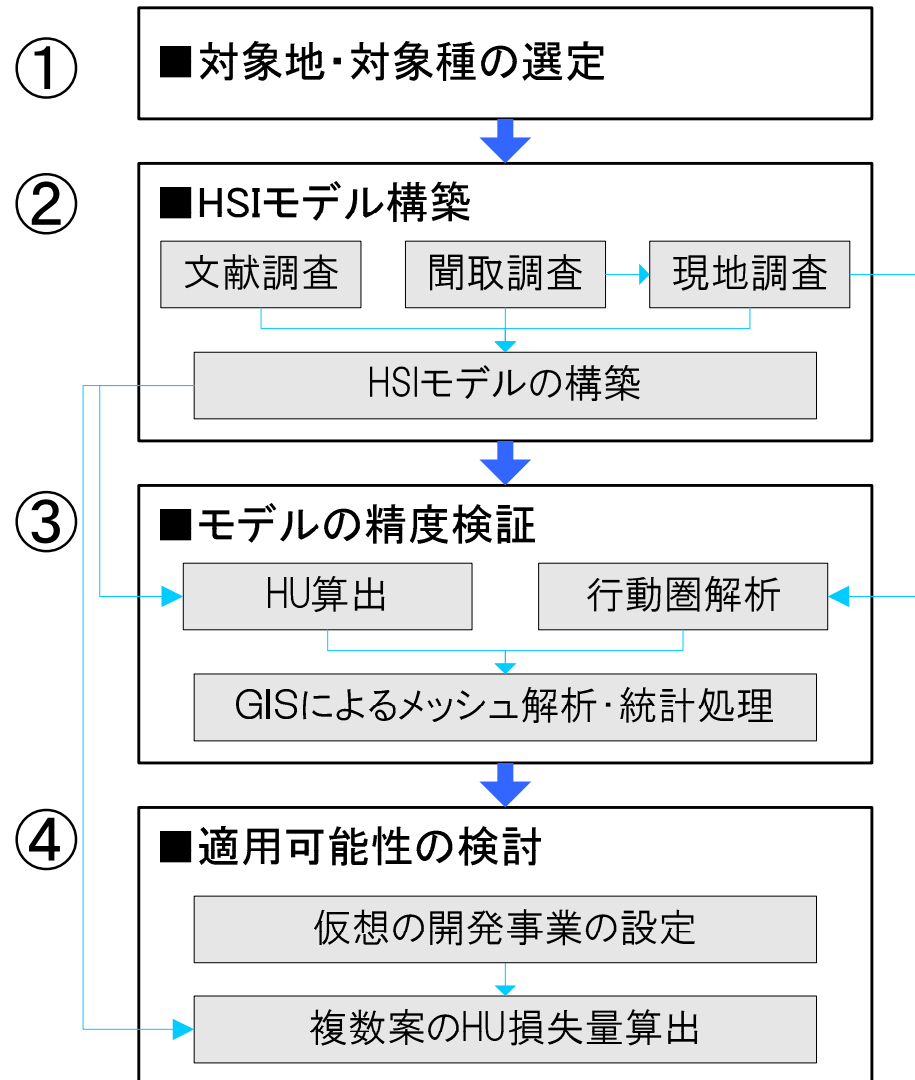 ①
■対象地・対象種の選定
②
■HSIモデル構築
文献調査
聞取調査
現地調査
HSIモデルの構築
③
■モデルの精度検証
HU算出
行動圏解析
GISによるメッシュ解析・統計処理
④
■適用可能性の検討
仮想の開発事業の設定
複数案のHU損失量算出